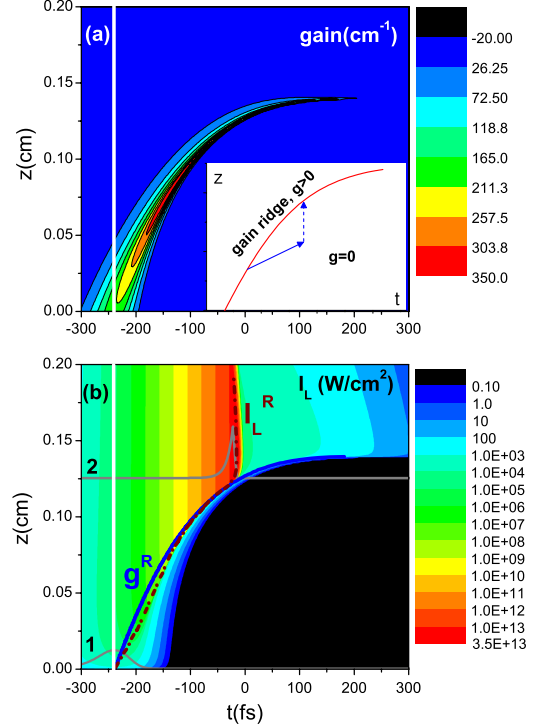 (a) gain(cm-1)
0.20
0.15
0.10
0.05
0.00
z(cm)
-300 -200 -100 0 100 200 300
z
gain ridge, g>0
g=0
t
-20.00
26.25
72.50
118.8
165.0
211.3
257.5
303.8
350.0
(b) IL (W/cm2)
ILR
2
gR
1
0.20
0.15
0.10
0.05
0.00
z(cm)
-300 -200 -100 0 100 200 300
t(fs)
0.10
1.0
10
100
1.0E+03
1.0E+04
1.0E+05
1.0E+06
1.0E+07
1.0E+08
1.0E+09
1.0E+10
1.0E+11
1.0E+12
1.0E+13
3.5E+13